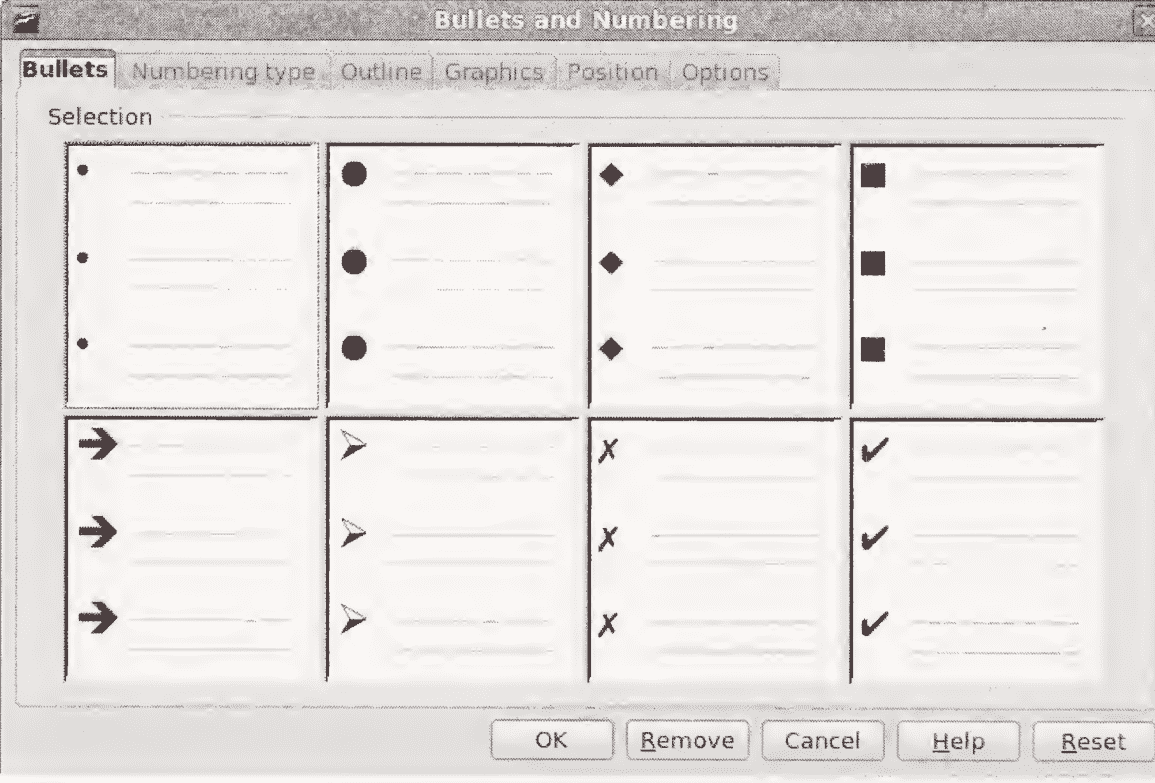 Bullets and Numbering
Bullets Numbering type Outline Graphics Position Options
Selection
OK Remove Cancel Help Reset